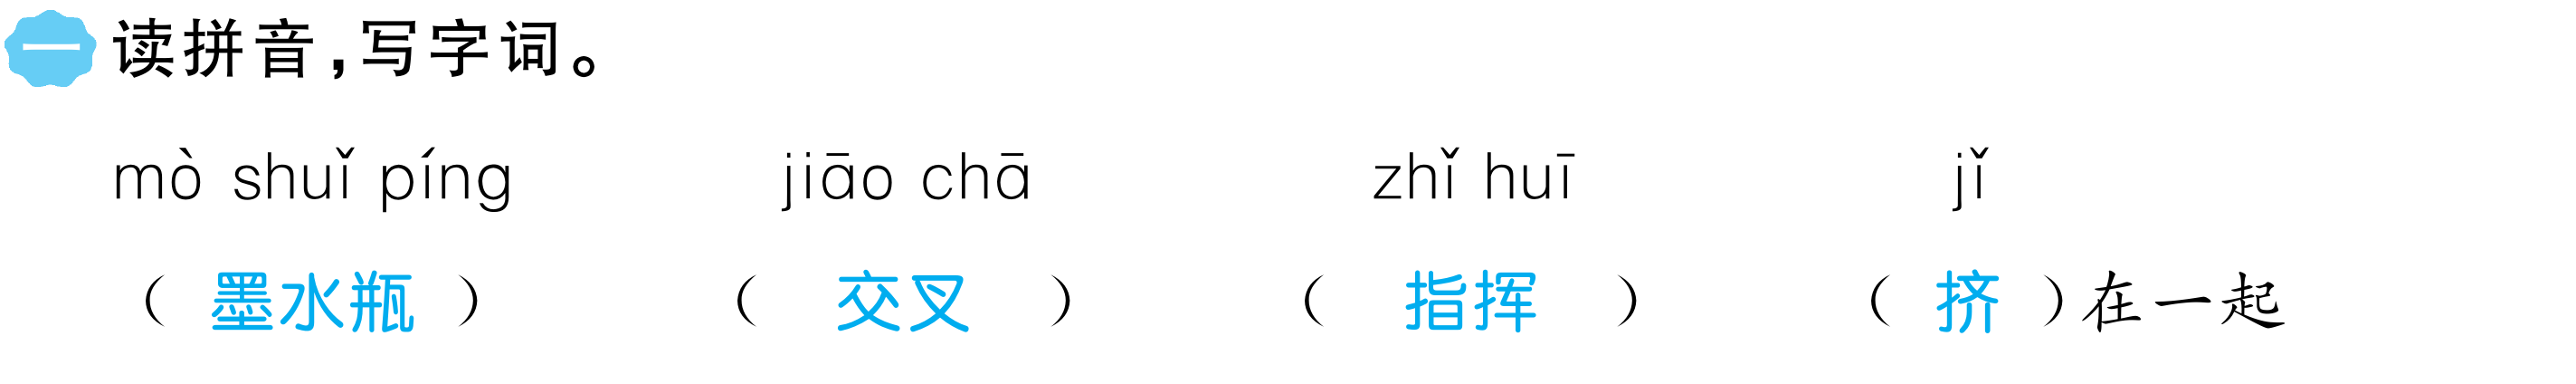 一 读拼音,写字词。
mò shuǐ píng jiāo chā zhǐ huī jǐ
( 墨水瓶 ) ( 交叉 ) ( 指挥 ) ( 挤 )在一起